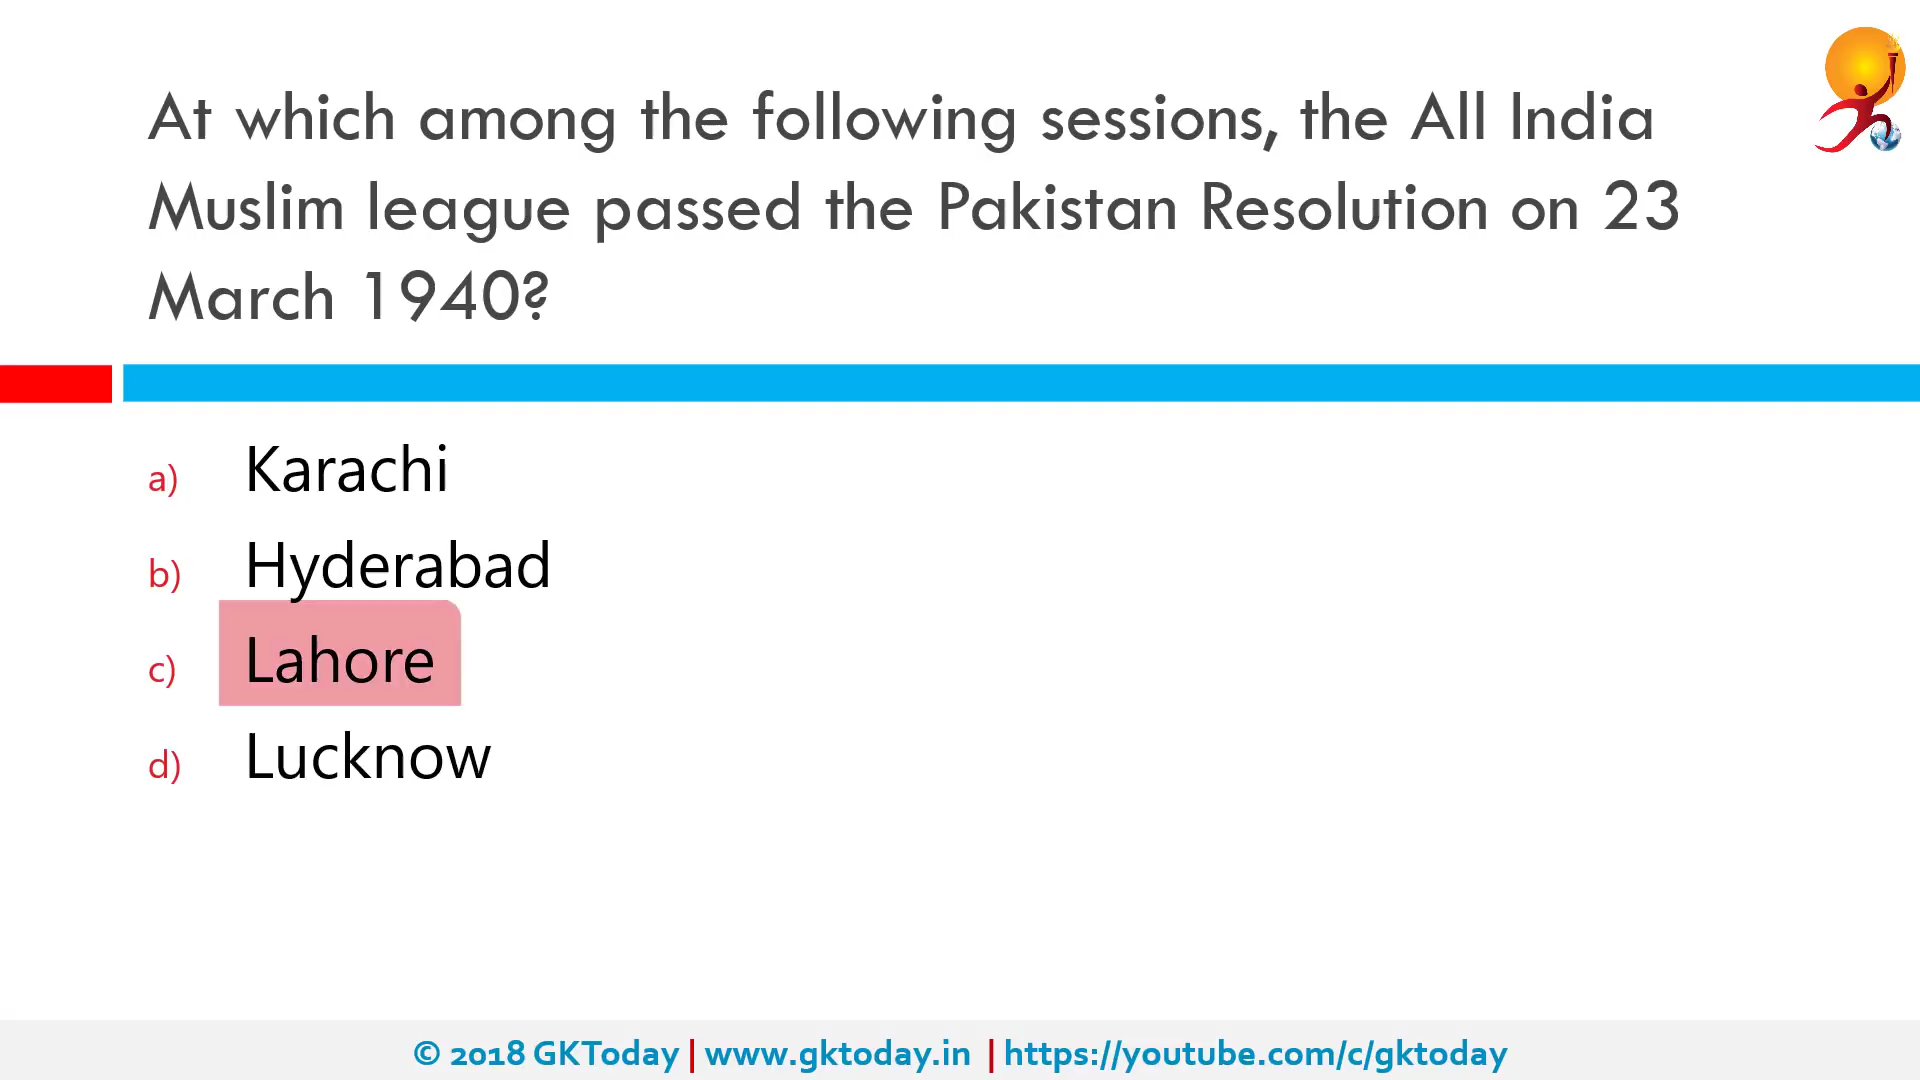 At which among the following sessions, the All India
Muslim league passed the Pakistan Resolution on 23
March 1940?
a) Karachi
b) Hyderabad
c) Lahore
d) Lucknow
© 2018 GKToday | www.gktoday.in | https://youtube.com/c/gktoday